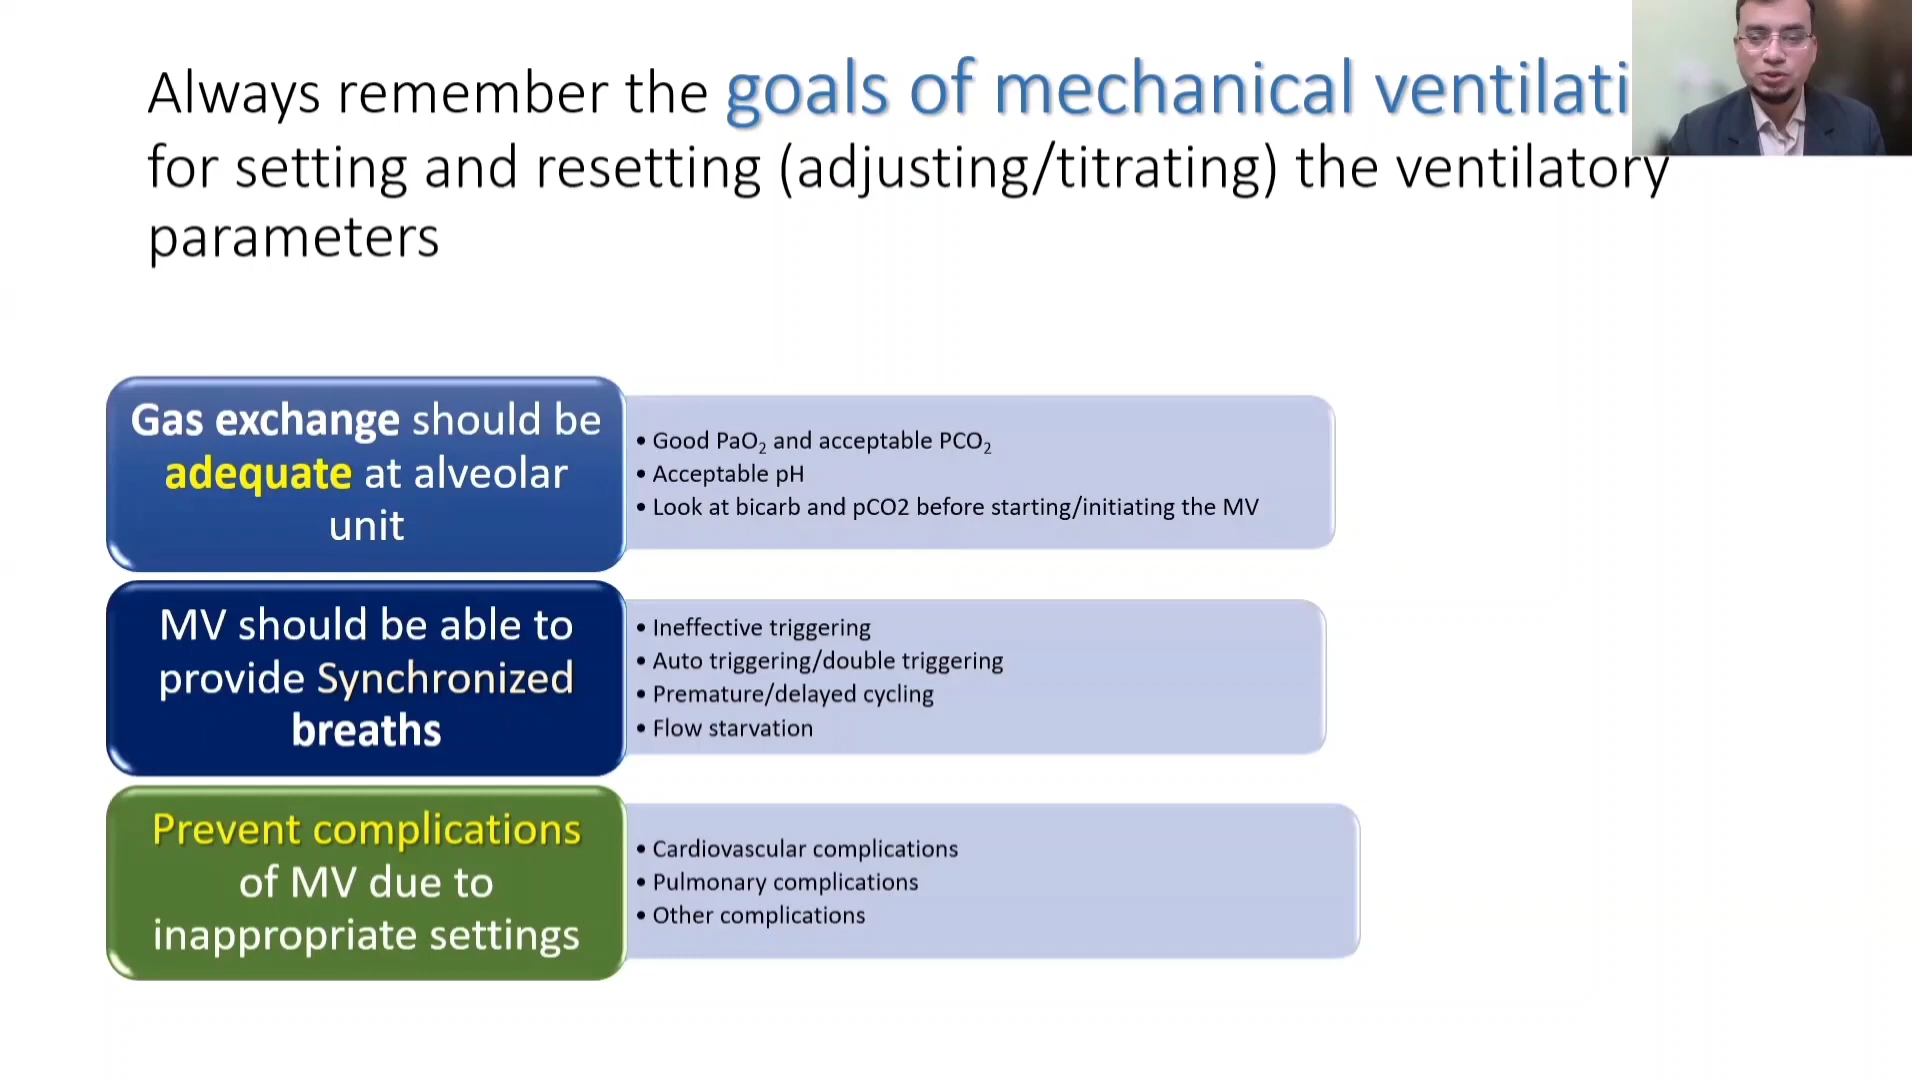 Always remember the goals of mechanical ventilati
for setting and resetting (adjusting/titrating) the ventilatory
parameters
Gas exchange should be
adequate at alveolar
unit
• Good PaO₂ and acceptable PCO₂
• Acceptable pH
• Look at bicarb and pCO2 before starting/initiating the MV
MV should be able to
provide Synchronized
breaths
• Ineffective triggering
• Auto triggering/double triggering
• Premature/delayed cycling
• Flow starvation
Prevent complications
of MV due to
inappropriate settings
• Cardiovascular complications
• Pulmonary complications
• Other complications